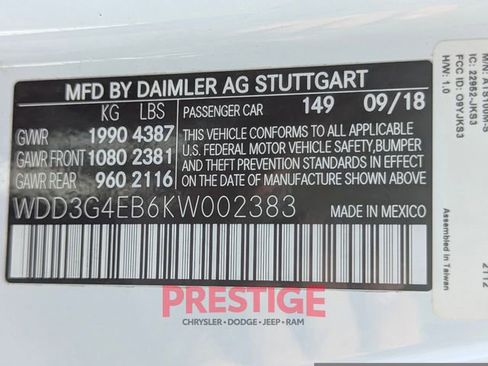 MFD BY DAIMLER AG STUTTGART
KG LBS PASSENGER CAR 149 09/18
GVWR 1990 4387
GAWR FRONT 1080 2381
GAWR REAR 960 2116
THIS VEHICLE CONFORMS TO ALL APPLICABLE
U.S. FEDERAL MOTOR VEHICLE SAFETY, BUMPER
AND THEFT PREVENTION STANDARDS IN EFFECT
ON THE DATE OF MANUFACTURE SHOWN ABOVE.
WDD3G4EB6KW002383 MADE IN MEXICO
PRESTIGE
CHRYSLER • DODGE • JEEP • RAM
FCC ID: O9YJKS3
IC: 22952-JKS3
H/W: 1.0
Assembled in Taiwan
2112